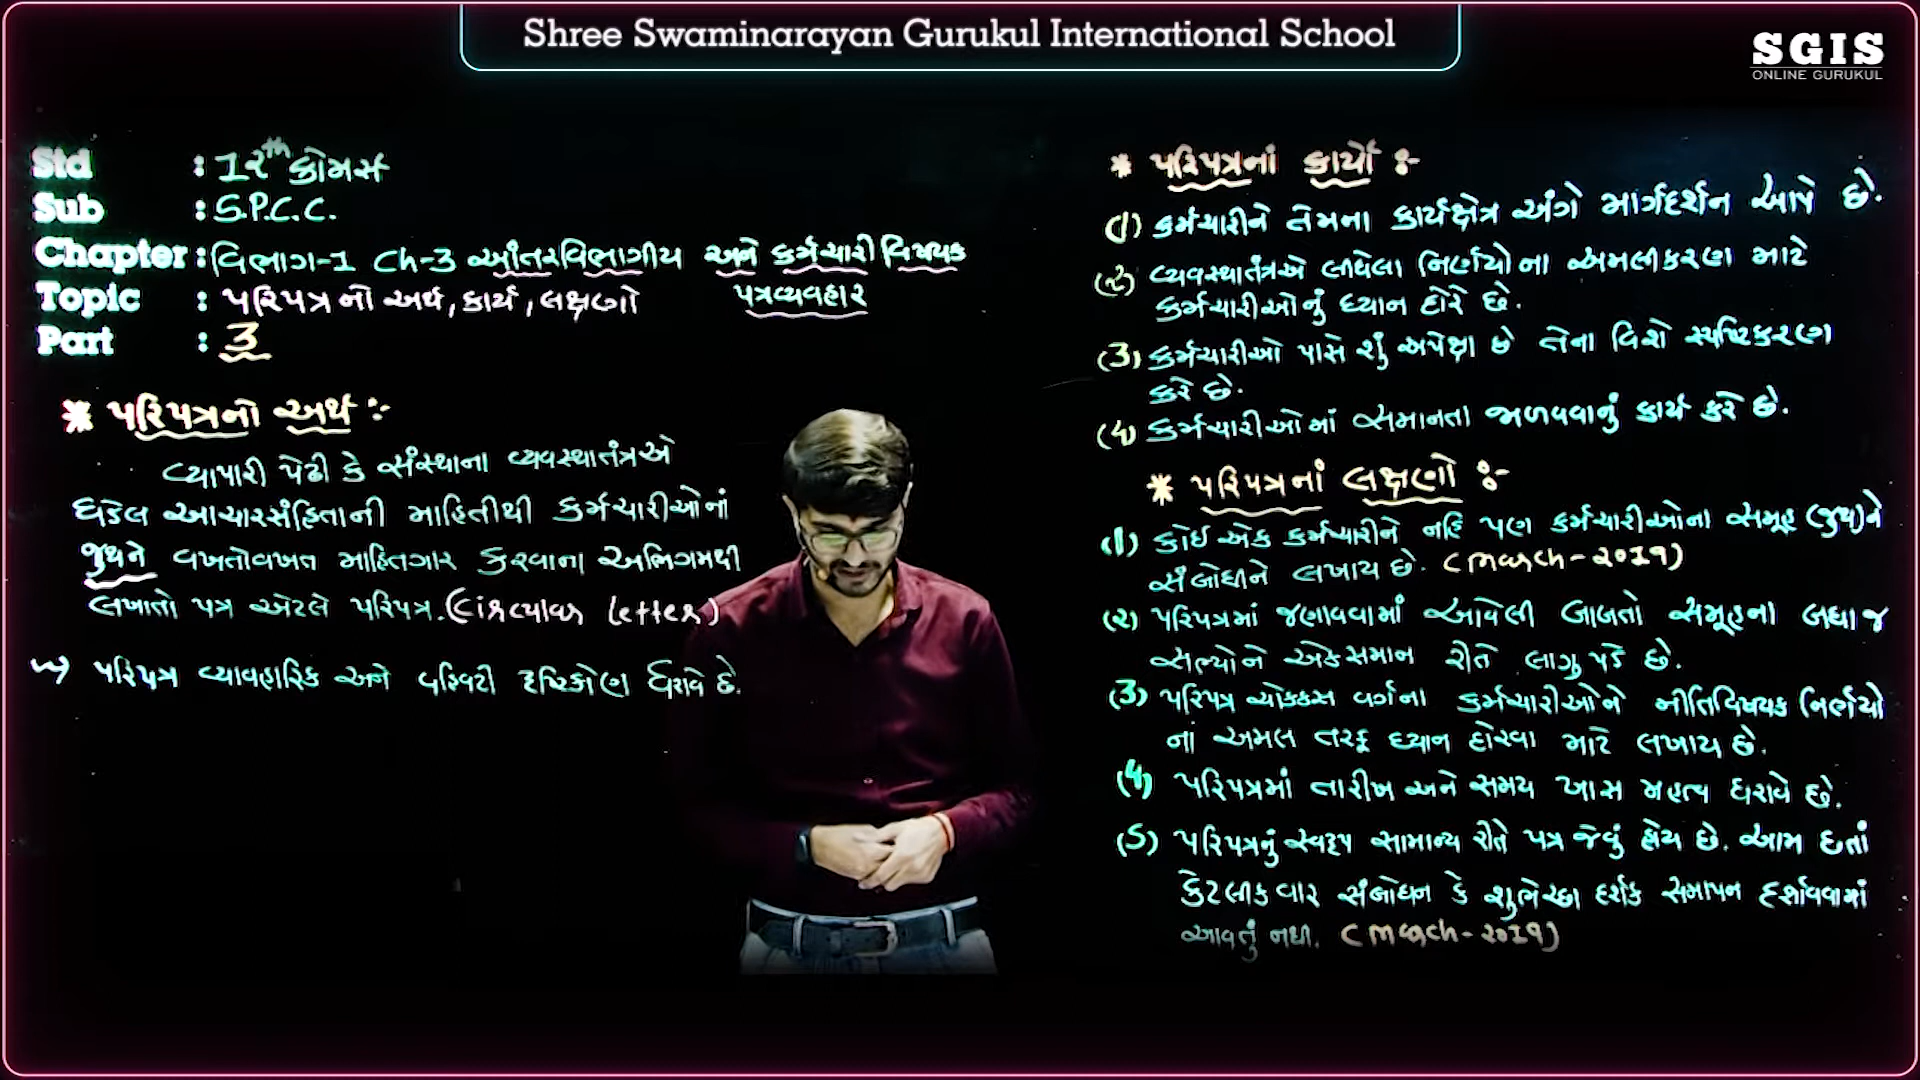 Shree Swaminarayan Gurukul International School
SGIS
ONLINE GURUKUL
Std : 12th કોમર્સ
Sub : S.P.C.C.
Chapter : વિભાગ-1 Ch-3 આંતરવિભાગીય અને કર્મચારી વિષયક
પત્રવ્યવહાર
Topic : પરિપત્રનો અર્થ, કાર્ય, લક્ષણો
Part : 3
* પરિપત્રનો અર્થ :-
વ્યાપારી પેઢી કે સંસ્થાના વ્યવસ્થાતંત્રએ
ઘડેલ આચારસંહિતાની માહિતીથી કર્મચારીઓનાં
જુથને વખતોવખત માહિતગાર કરવાના અભિગમથી
લખાતો પત્ર એટલે પરિપત્ર. (Circular letter)
→ પરિપત્ર વ્યાવહારિક અને વહિવટી દ્રષ્ટિકોણ ધરાવે છે.
* પરિપત્રનાં કાર્યો :-
(1) કર્મચારીને તેમના કાર્યક્ષેત્ર અંગે માર્ગદર્શન આપે છે.
(૨) વ્યવસ્થાતંત્રએ લીધેલા નિર્ણયોના અમલીકરણ માટે
કર્મચારીઓનું ધ્યાન દોરે છે.
(3) કર્મચારીઓ પાસે શું અપેક્ષા છે તેના વિશે સ્પષ્ટિકરણ
કરે છે.
(4) કર્મચારીઓમાં સમાનતા જાળવવાનું કાર્ય કરે છે.
* પરિપત્રનાં લક્ષણો :-
(1) કોઈ એક કર્મચારીને નહિ પણ કર્મચારીઓના સમૂહ (જુથ)ને
સંબોધીને લખાય છે. (March-૨૦19)
(૨) પરિપત્રમાં જણાવવામાં આવેલી બાબતો સમૂહના બધા જ
સભ્યોને એકસમાન રીતે લાગુ પડે છે.
(3) પરિપત્ર ચોક્કસ વર્ગના કર્મચારીઓને નીતિવિષયક નિર્ણયો
નાં અમલ તરફ ધ્યાન દોરવા માટે લખાય છે.
(4) પરિપત્રમાં તારીખ અને સમય ખાસ મહત્વ ધરાવે છે.
(5) પરિપત્રનું સ્વરૂપ સામાન્ય રીતે પત્ર જેવું હોય છે. આમ છતાં
કેટલીકવાર સંબોધન કે શુભેચ્છા દર્શક સમાપન દર્શાવવામાં
આવતું નથી. (March-૨૦19)